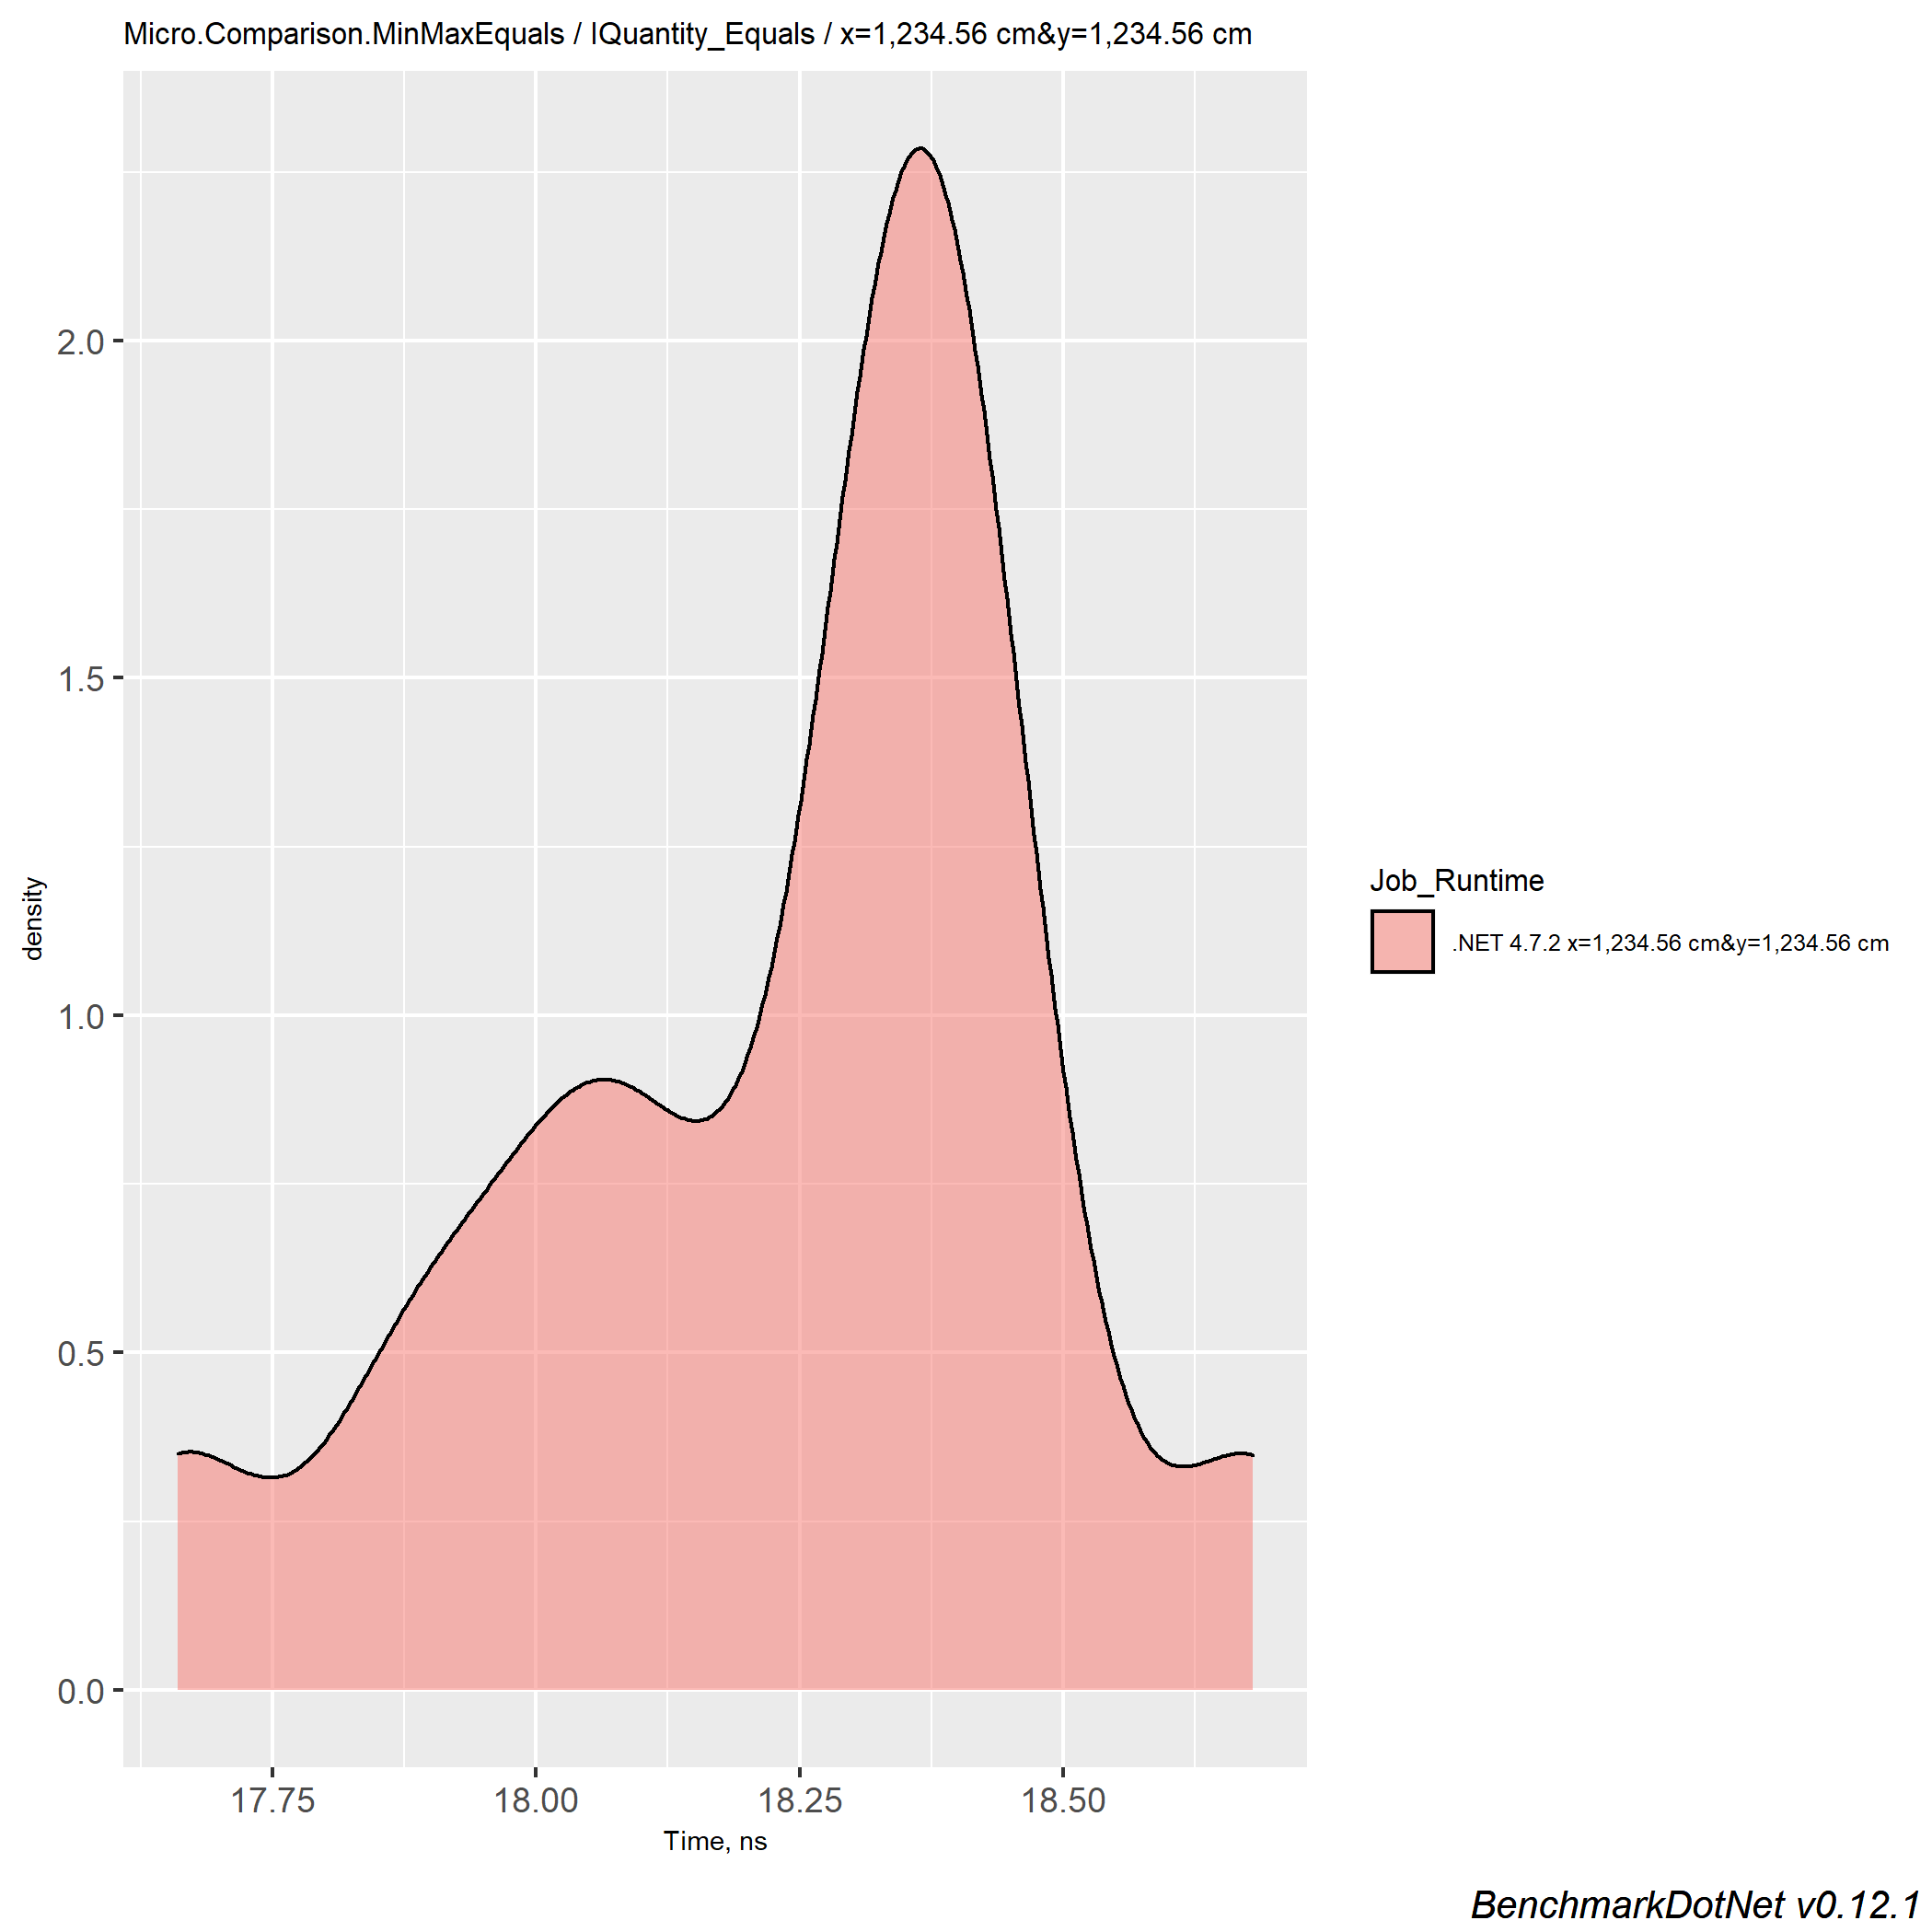 Micro.Comparison.MinMaxEquals / IQuantity_Equals / x=1,234.56 cm&y=1,234.56 cm
density
2.0
1.5
1.0
0.5
0.0
17.75 18.00 18.25 18.50
Time, ns
Job_Runtime
.NET 4.7.2 x=1,234.56 cm&y=1,234.56 cm
BenchmarkDotNet v0.12.1